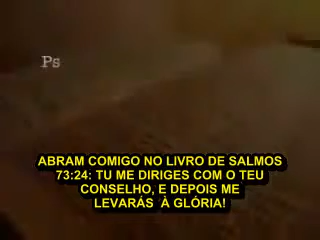 Ps
ABRAM COMIGO NO LIVRO DE SALMOS
73:24: TU ME DIRIGES COM O TEU
CONSELHO, E DEPOIS ME
LEVARÁS  À GLÓRIA!